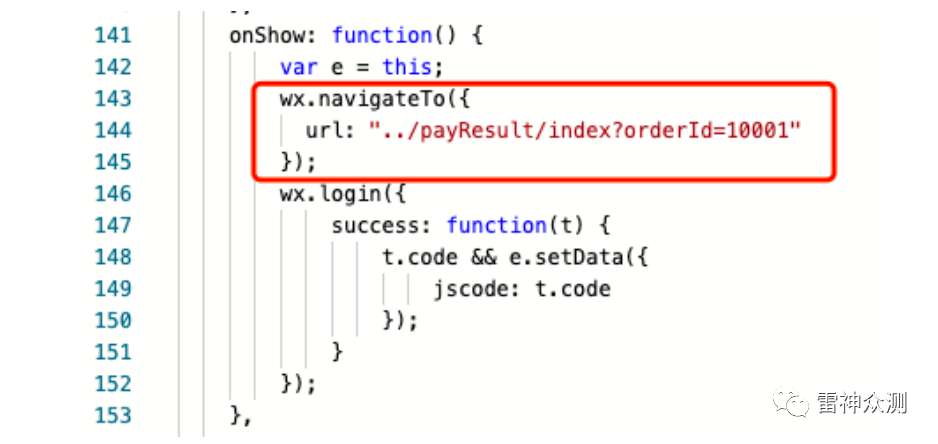 141 onShow: function() {
142 var e = this;
143 wx.navigateTo({
144 url: "../payResult/index?orderId=10001"
145 });
146 wx.login({
147 success: function(t) {
148 t.code && e.setData({
149 jscode: t.code
150 });
151 }
152 });
153 },
雷神众测